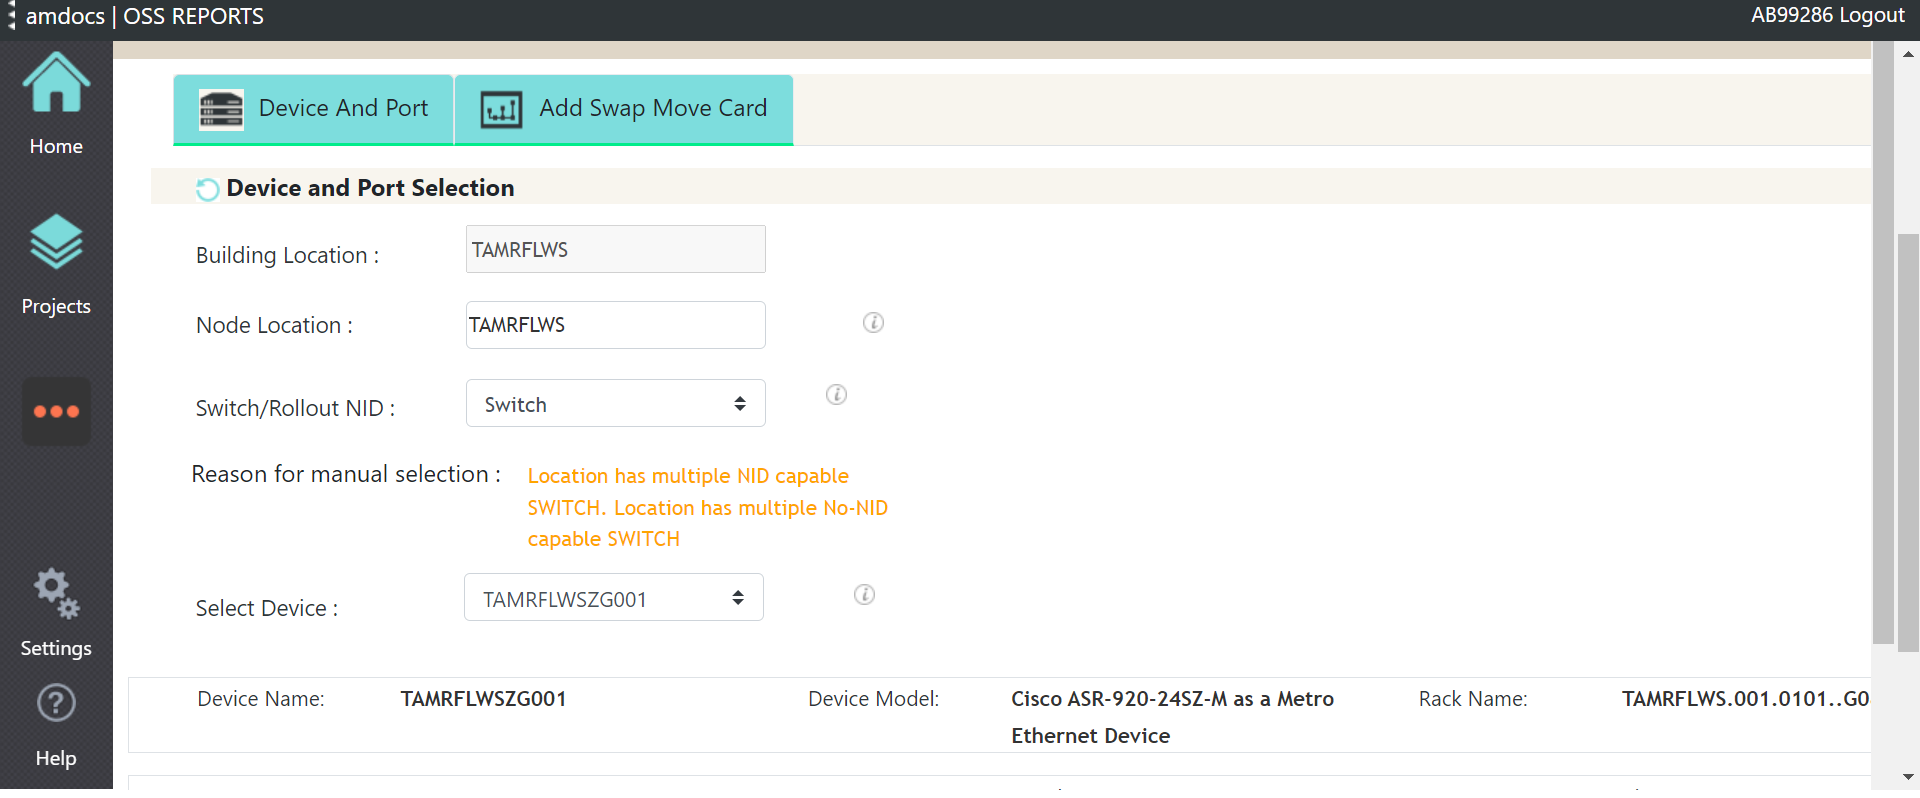 amdocs | OSS REPORTS
AB99286 Logout
Home
Projects
Settings
Help
Device And Port
Add Swap Move Card
Device and Port Selection
Building Location :
TAMRFLWS
Node Location :
TAMRFLWS
Switch/Rollout NID :
Switch
Reason for manual selection :
Location has multiple NID capable
SWITCH. Location has multiple No-NID
capable SWITCH
Select Device :
TAMRFLWSZG001
Device Name:
TAMRFLWSZG001
Device Model:
Cisco ASR-920-24SZ-M as a Metro
Ethernet Device
Rack Name:
TAMRFLWS.001.0101..G0